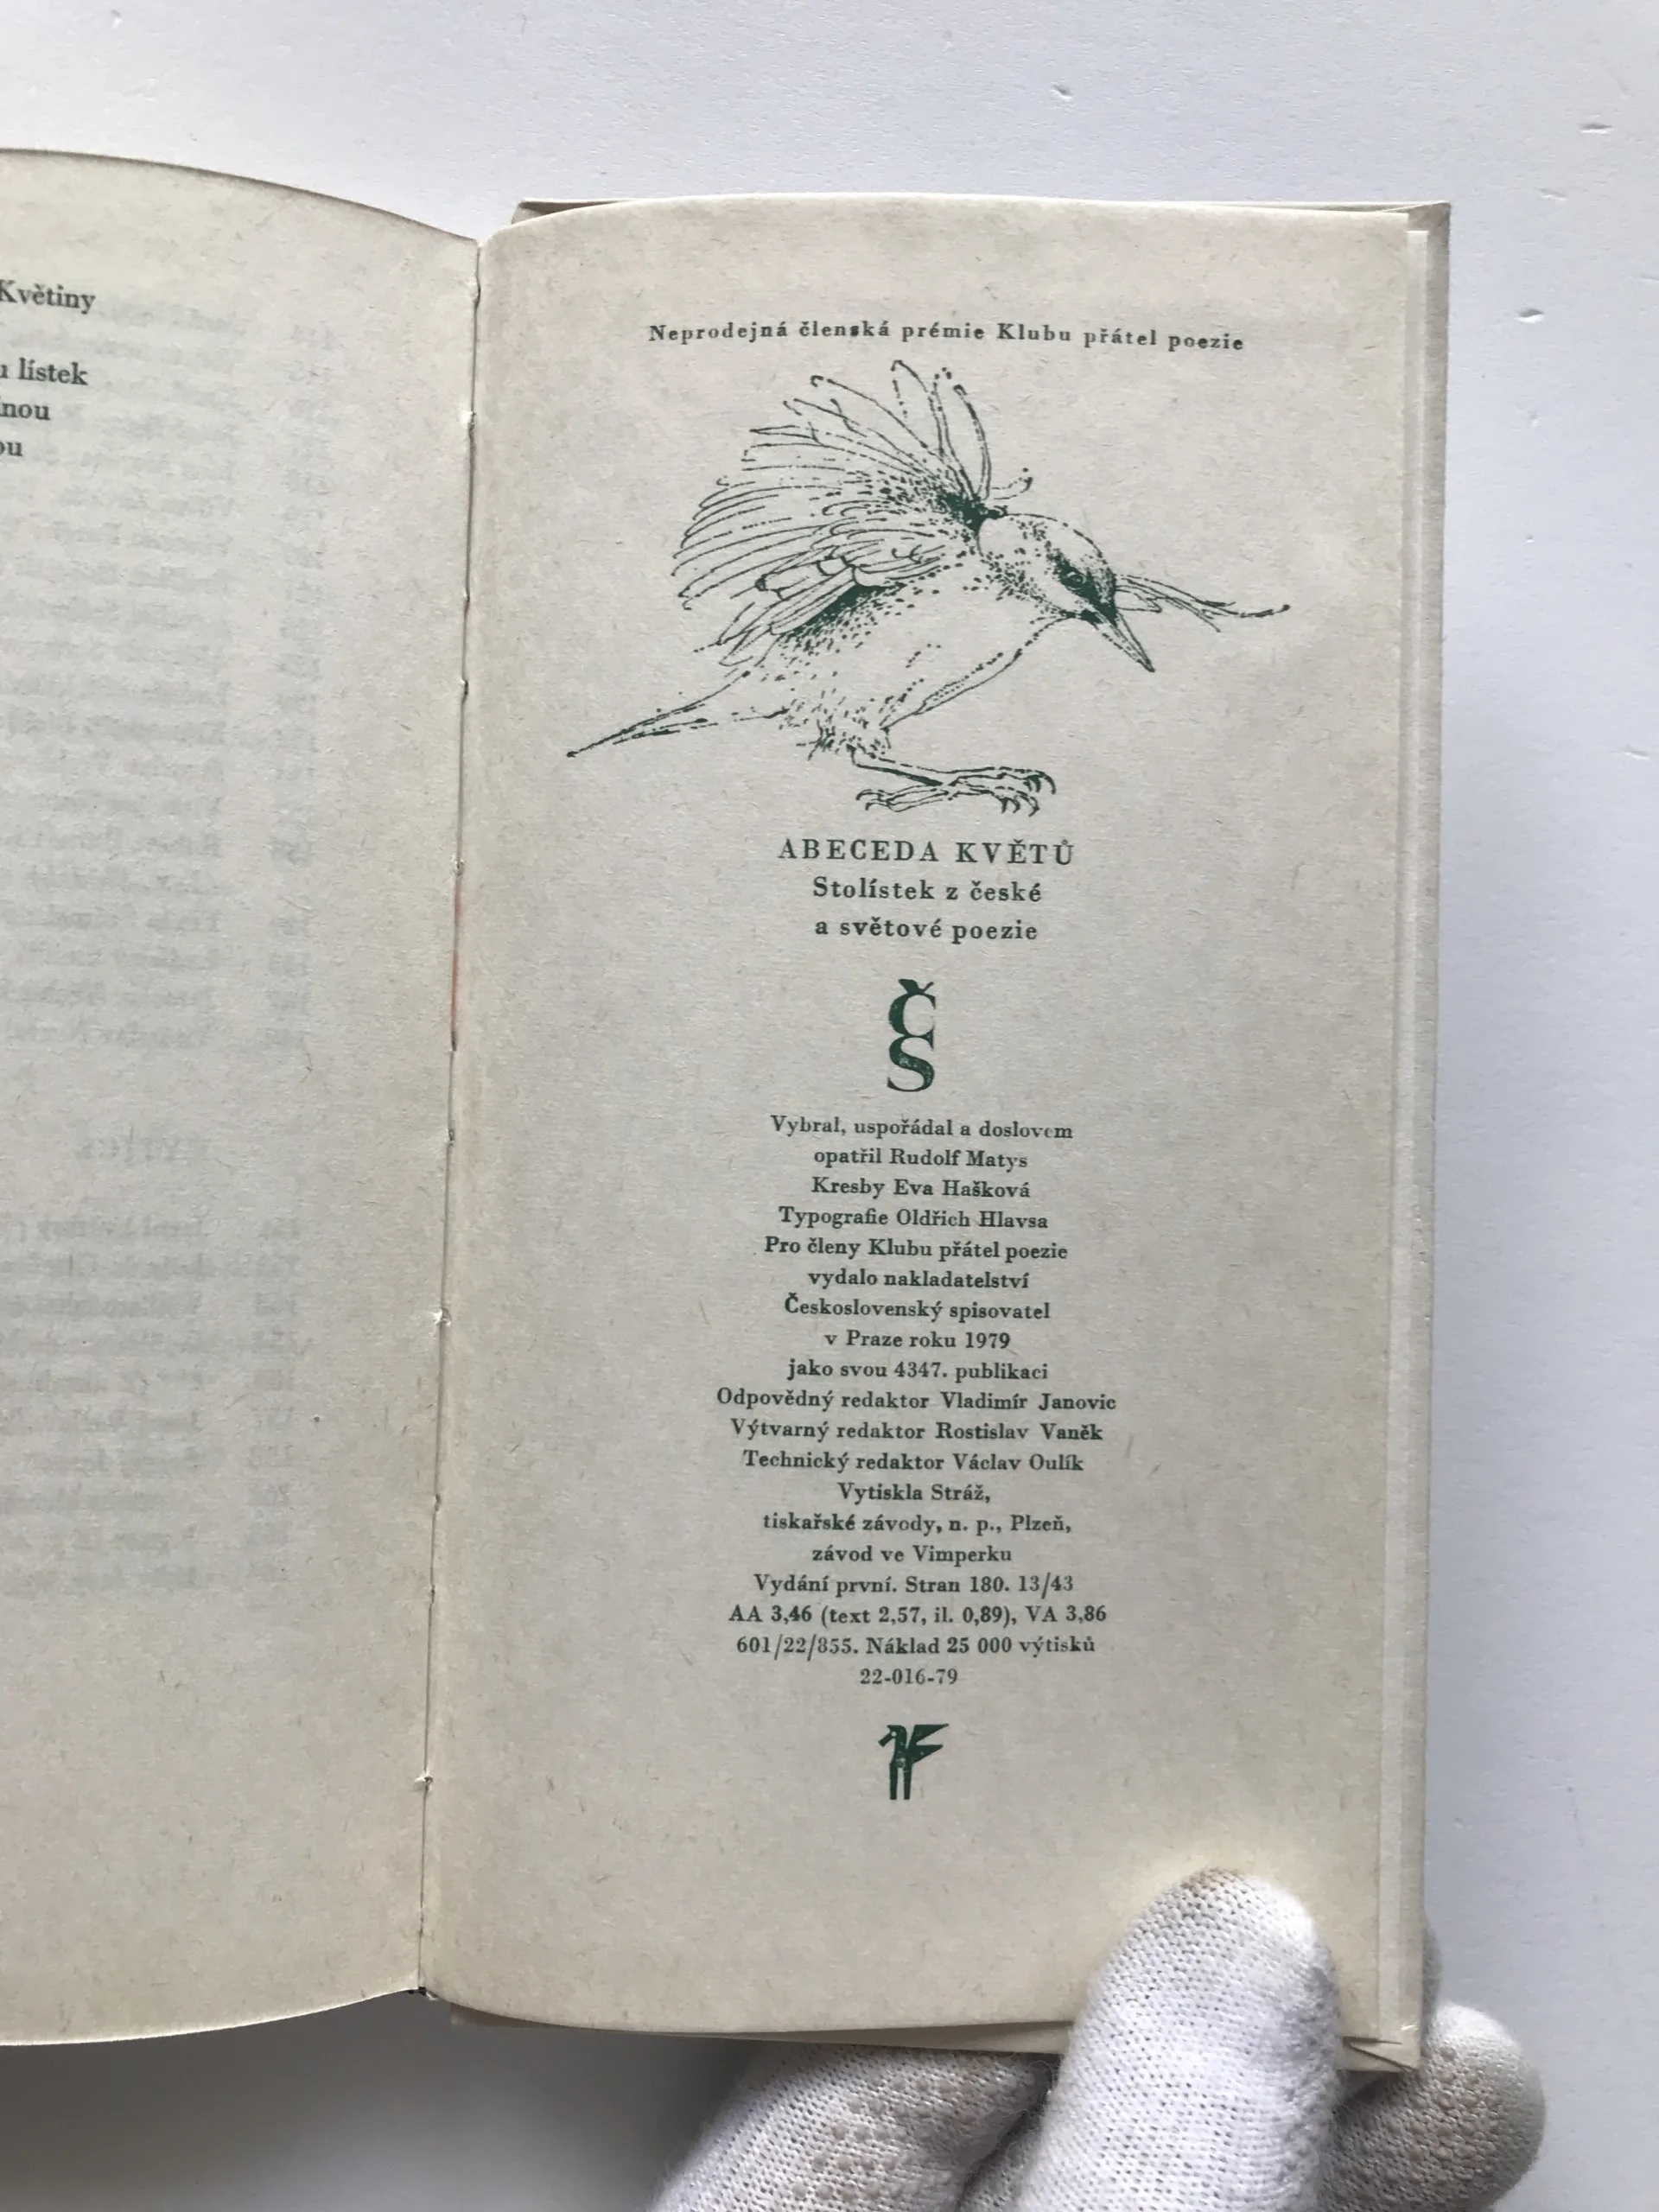 Květiny
lístek
Neprodejná členská prémie Klubu přátel poezie
ABECEDA KVĚTŮ
Stolístek z české
a světové poezie
Č
S
Vybral, uspořádal a doslovem
opatřil Rudolf Matys
Kresby Eva Hašková
Typografie Oldřich Hlavsa
Pro členy Klubu přátel poezie
vydalo nakladatelství
Československý spisovatel
v Praze roku 1979
jako svou 4347. publikaci
Odpovědný redaktor Vladimír Janovic
Výtvarný redaktor Rostislav Vaněk
Technický redaktor Václav Oulík
Vytiskla Stráž,
tiskařské závody, n. p., Plzeň,
závod ve Vimperku
Vydání první. Stran 180. 13/43
AA 3,46 (text 2,57, il. 0,89), VA 3,86
601/22/855. Náklad 25 000 výtisků
22-016-79